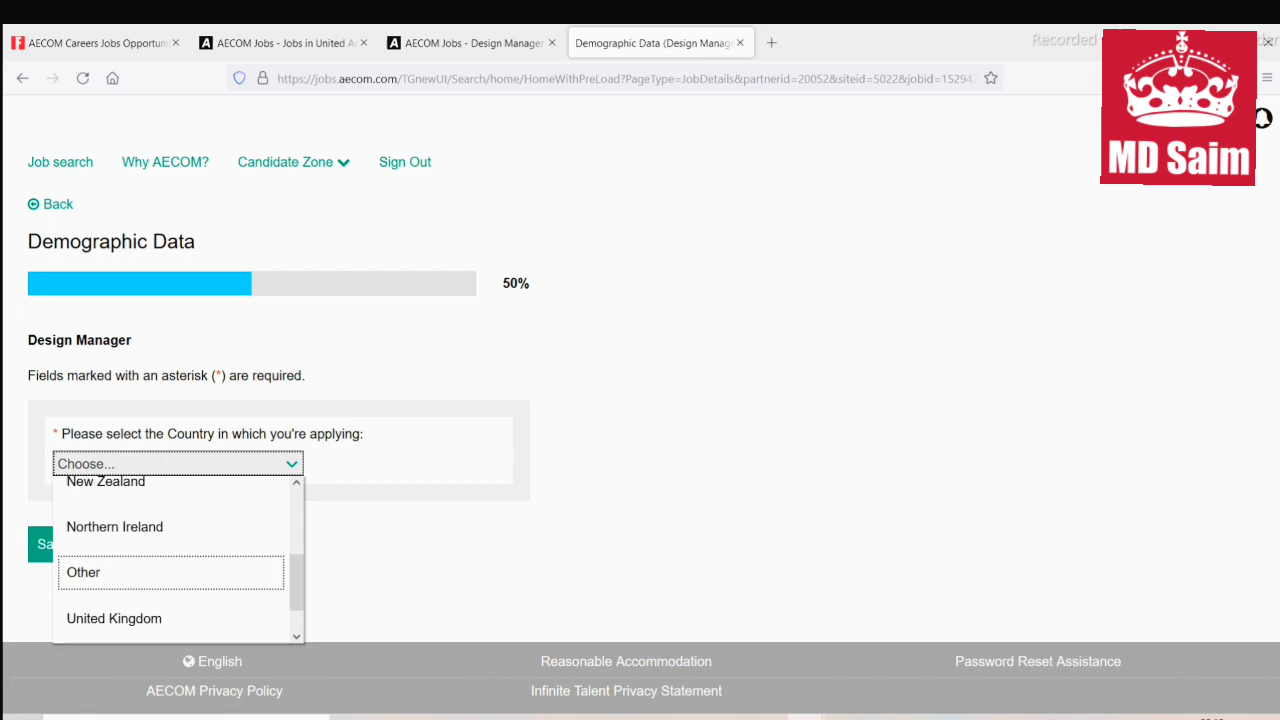 AECOM Careers Jobs Opportuni
AECOM Jobs - Jobs in United A
AECOM Jobs - Design Manager
Demographic Data (Design Manag
Recorded
https://jobs.aecom.com/TGnewUI/Search/home/HomeWithPreLoad?PageType=JobDetails&partnerid=20052&siteid=5022&jobid=15294
MD Saim
Job search
Why AECOM?
Candidate Zone
Sign Out
Back
Demographic Data
50%
Design Manager
Fields marked with an asterisk (*) are required.
* Please select the Country in which you're applying:
Choose...
New Zealand
Northern Ireland
Sa
Other
United Kingdom
English
Reasonable Accommodation
Password Reset Assistance
AECOM Privacy Policy
Infinite Talent Privacy Statement